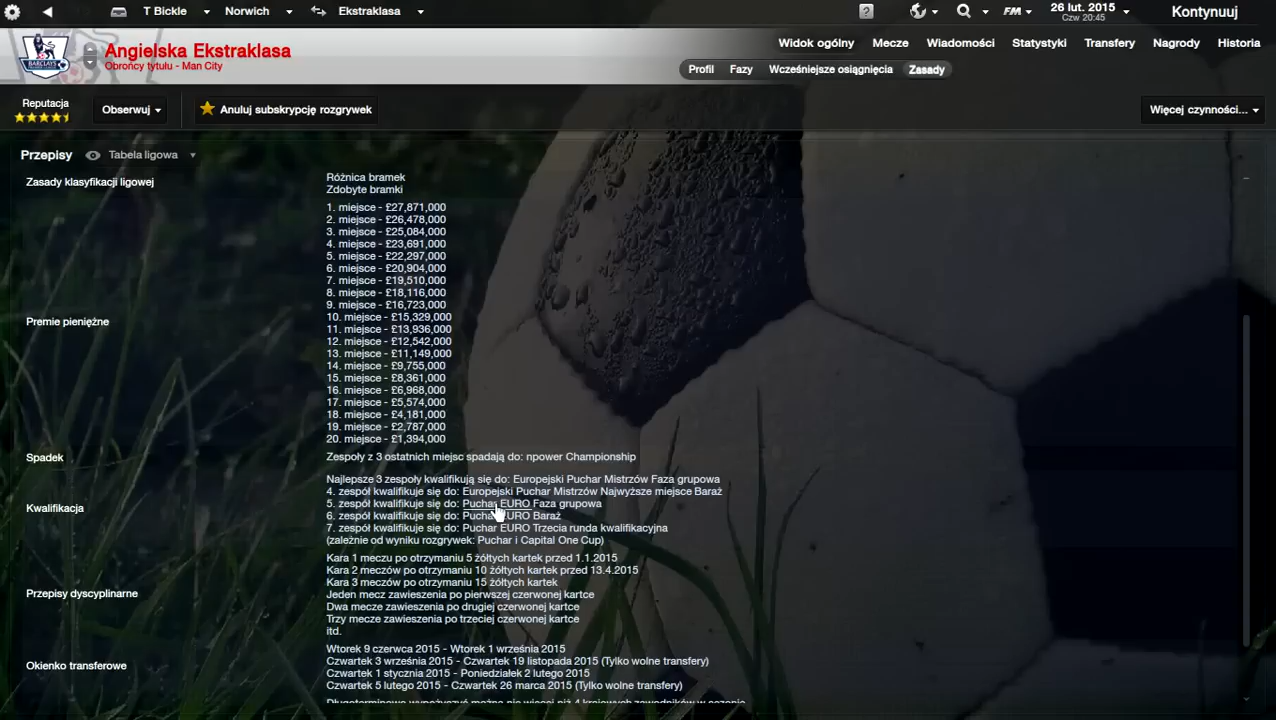 T Bickle
Norwich
Ekstraklasa
?
FM
26 lut. 2015
Czw 20:45
Kontynuuj
BARCLAYS
Angielska Ekstraklasa
Obrońcy tytułu - Man City
Widok ogólny
Mecze
Wiadomości
Statystyki
Transfery
Nagrody
Historia
Profil
Fazy
Wcześniejsze osiągnięcia
Zasady
Reputacja
Obserwuj
Anuluj subskrypcję rozgrywek
Więcej czynności...
Przepisy
Tabela ligowa
Zasady klasyfikacji ligowej
Różnica bramek
Zdobyte bramki
Premie pieniężne
1. miejsce - £27,871,000
2. miejsce - £26,478,000
3. miejsce - £25,084,000
4. miejsce - £23,691,000
5. miejsce - £22,297,000
6. miejsce - £20,904,000
7. miejsce - £19,510,000
8. miejsce - £18,116,000
9. miejsce - £16,723,000
10. miejsce - £15,329,000
11. miejsce - £13,936,000
12. miejsce - £12,542,000
13. miejsce - £11,149,000
14. miejsce - £9,755,000
15. miejsce - £8,361,000
16. miejsce - £6,968,000
17. miejsce - £5,574,000
18. miejsce - £4,181,000
19. miejsce - £2,787,000
20. miejsce - £1,394,000
Spadek
Zespoły z 3 ostatnich miejsc spadają do: npower Championship
Kwalifikacja
Najlepsze 3 zespoły kwalifikują się do: Europejski Puchar Mistrzów Faza grupowa
4. zespół kwalifikuje się do: Europejski Puchar Mistrzów Najwyższe miejsce Baraż
5. zespół kwalifikuje się do: Puchar EURO Faza grupowa
6. zespół kwalifikuje się do: Puchar EURO Baraż
7. zespół kwalifikuje się do: Puchar EURO Trzecia runda kwalifikacyjna
(zależnie od wyniku rozgrywek: Puchar i Capital One Cup)
Przepisy dyscyplinarne
Kara 1 meczu po otrzymaniu 5 żółtych kartek przed 1.1.2015
Kara 2 meczów po otrzymaniu 10 żółtych kartek przed 13.4.2015
Kara 3 meczów po otrzymaniu 15 żółtych kartek
Jeden mecz zawieszenia po pierwszej czerwonej kartce
Dwa mecze zawieszenia po drugiej czerwonej kartce
Trzy mecze zawieszenia po trzeciej czerwonej kartce
itd.
Okienko transferowe
Wtorek 9 czerwca 2015 - Wtorek 1 września 2015
Czwartek 3 września 2015 - Czwartek 19 listopada 2015 (Tylko wolne transfery)
Czwartek 1 stycznia 2015 - Poniedziałek 2 lutego 2015
Czwartek 5 lutego 2015 - Czwartek 26 marca 2015 (Tylko wolne transfery)